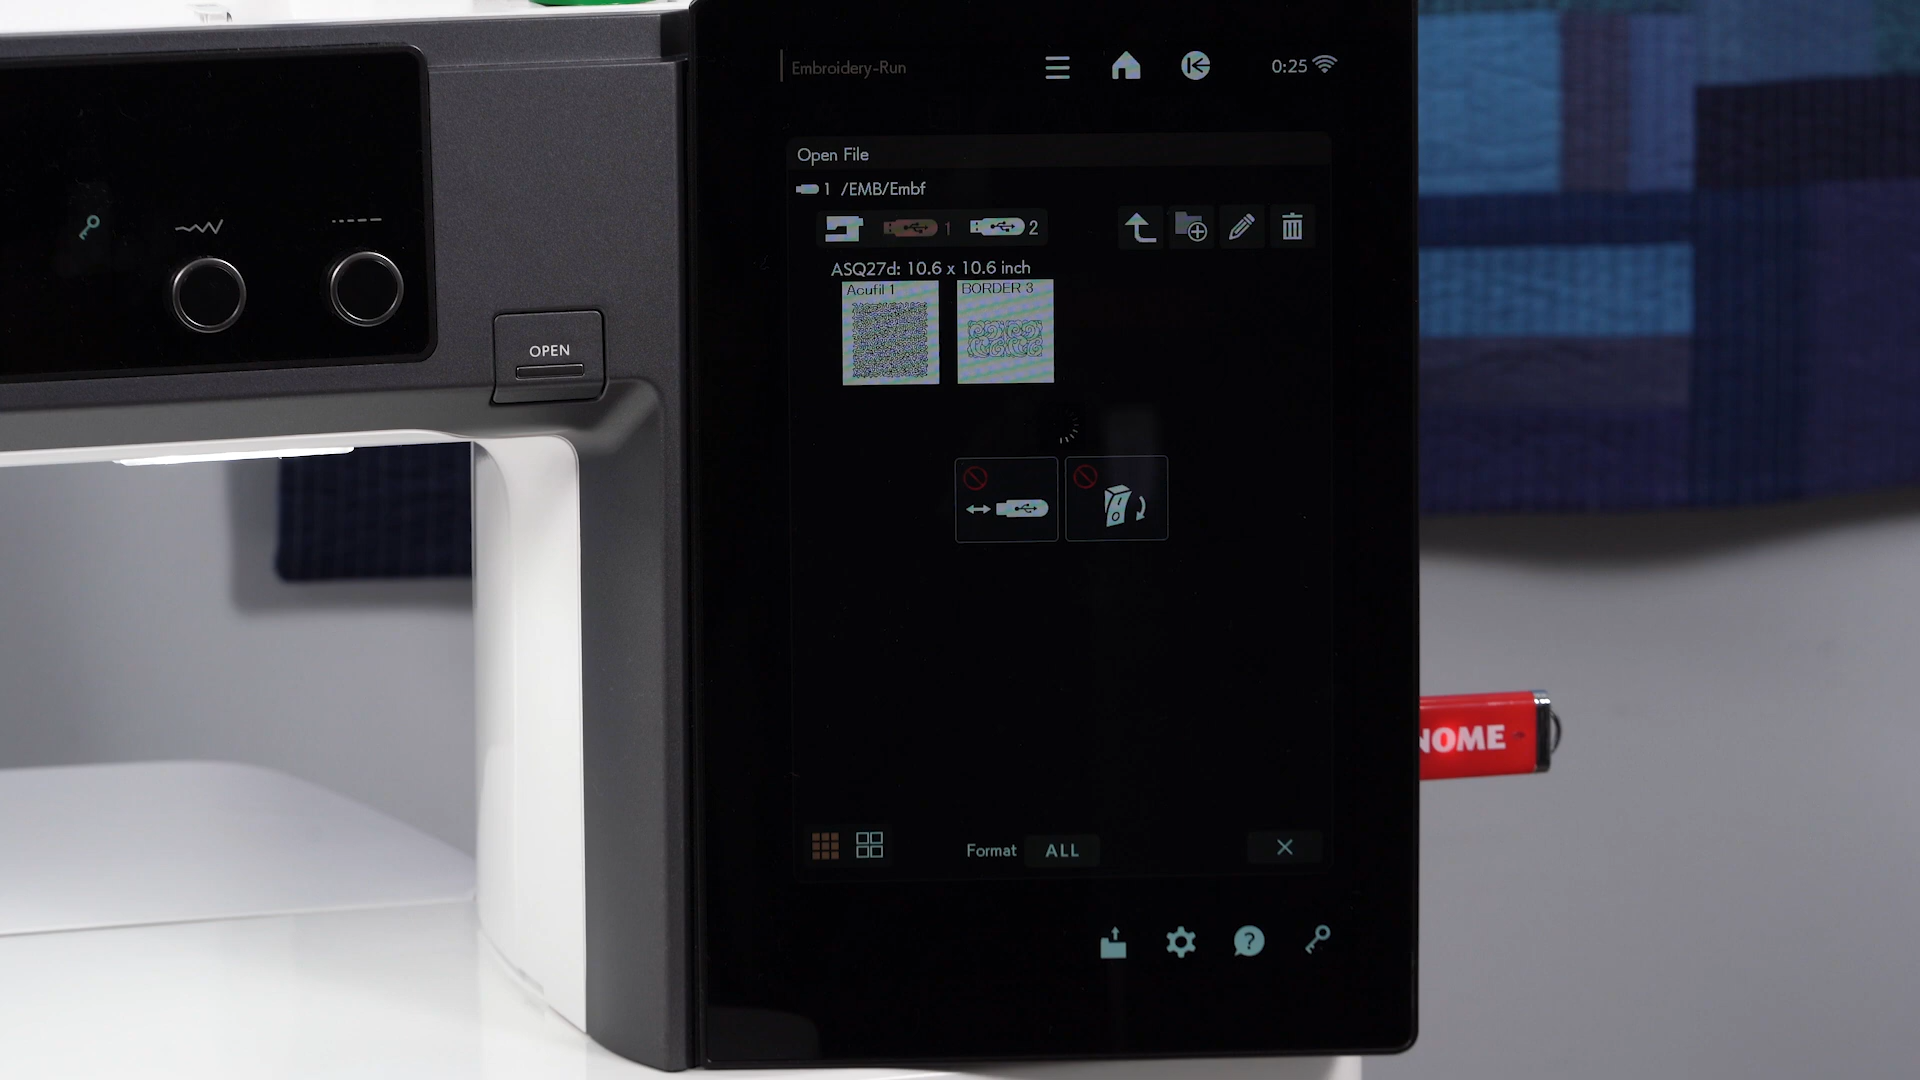 Embroidery-Run
0:25
Open File
1 /EMB/Embf
1
2
ASQ27d: 10.6 x 10.6 inch
Acufil 1
BORDER 3
OPEN
NOME
Format ALL